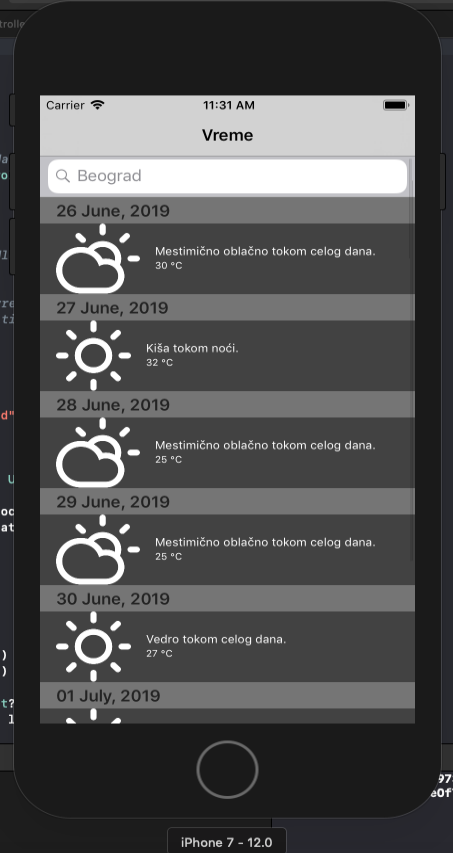 Carrier
11:31 AM
Vreme
Beograd
26 June, 2019
Mestimično oblačno tokom celog dana.
30 °C
27 June, 2019
Kiša tokom noći.
32 °C
28 June, 2019
Mestimično oblačno tokom celog dana.
25 °C
29 June, 2019
Mestimično oblačno tokom celog dana.
25 °C
30 June, 2019
Vedro tokom celog dana.
27 °C
01 July, 2019
iPhone 7 - 12.0